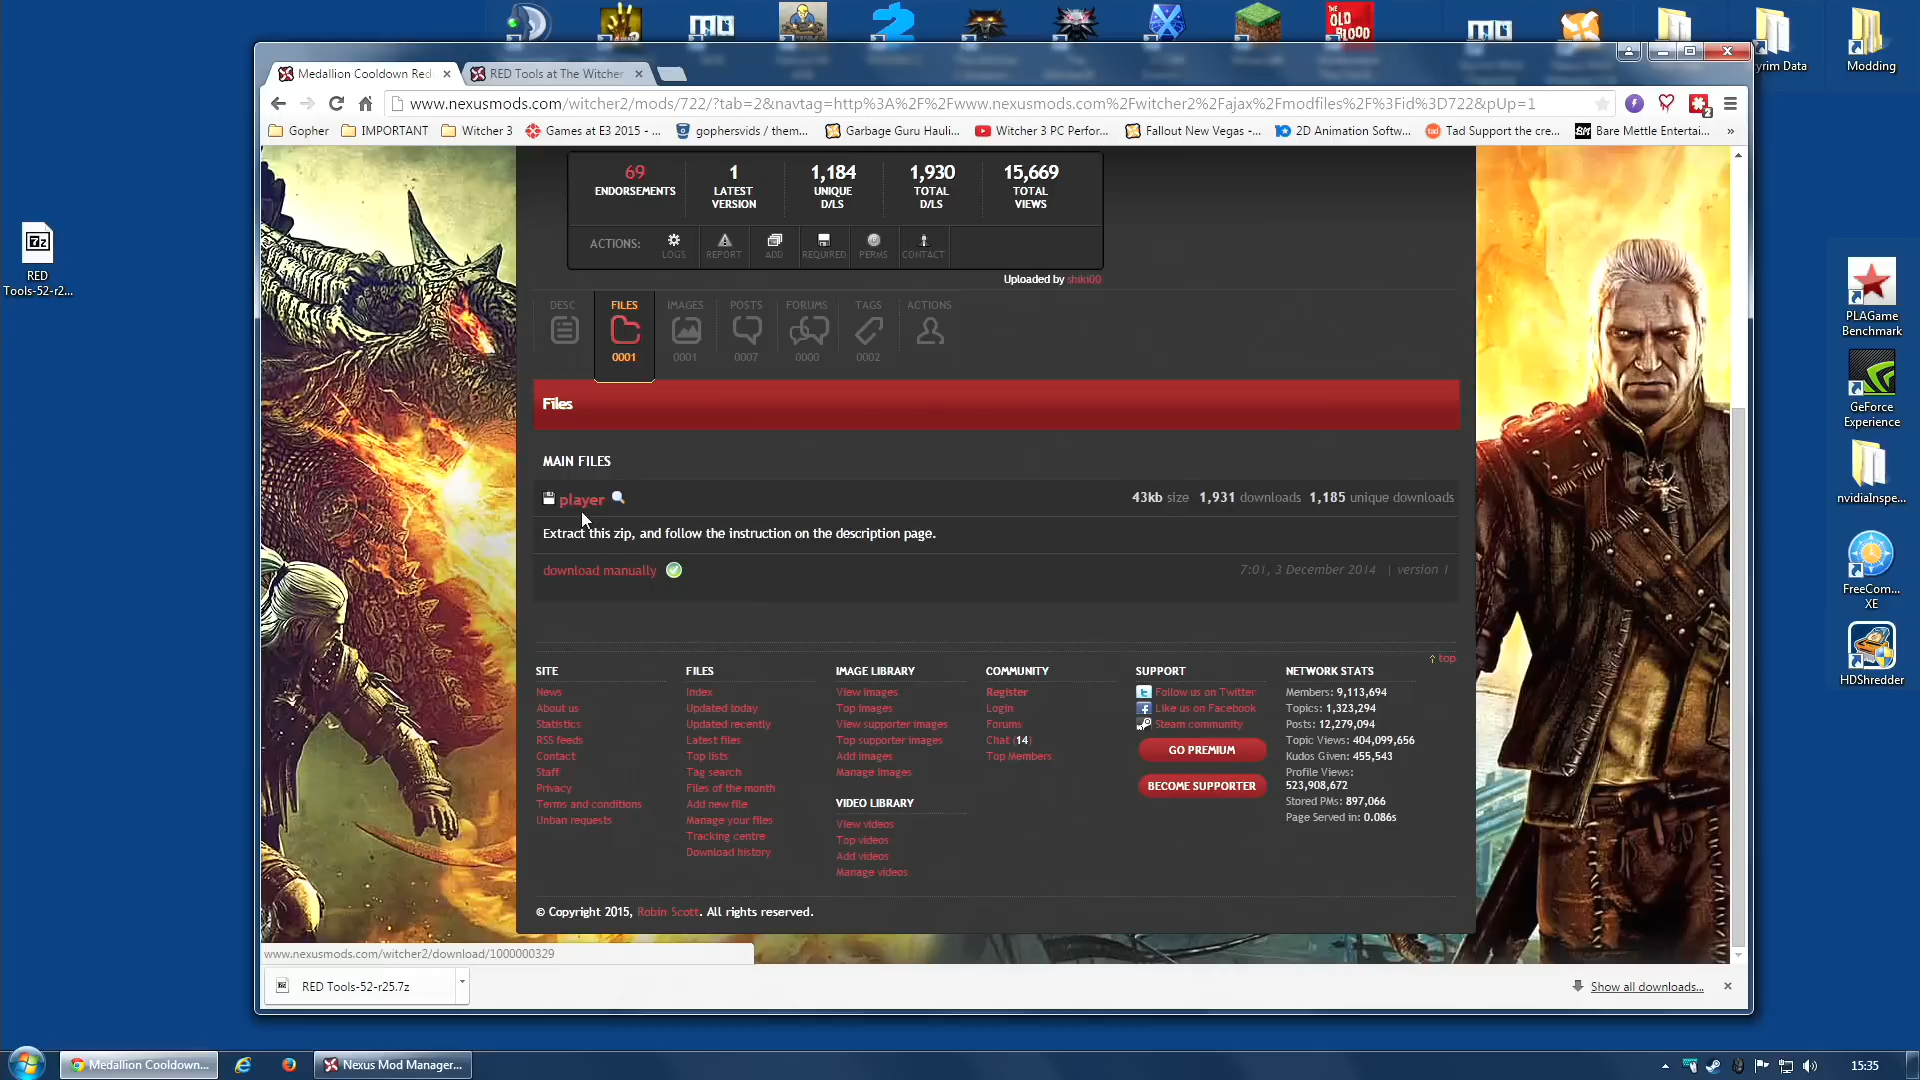 THE
OLD
BLOOD
Medallion Cooldown Red
RED Tools at The Witcher
www.nexusmods.com/witcher2/mods/722/?tab=2&navtag=http%3A%2F%2Fwww.nexusmods.com%2Fwitcher2%2Fajax%2Fmodfiles%2F%3Fid%3D722&pUp=1
Gopher IMPORTANT Witcher 3 Games at E3 2015 - ... gophersvids / them... Garbage Guru Hauli... Witcher 3 PC Perfor... Fallout New Vegas -... 2D Animation Softw... Tad Support the cre... Bare Mettle Entertai... »
yrim Data
Modding
69 1 1,184 1,930 15,669
ENDORSEMENTS LATEST UNIQUE TOTAL TOTAL
VERSION D/LS D/LS VIEWS
ACTIONS: LOGS REPORT ADD REQUIRED PERMS CONTACT
Uploaded by shiki00
DESC FILES IMAGES POSTS FORUMS TAGS ACTIONS
0001 0001 0007 0000 0002
Files
MAIN FILES
player 43kb size 1,931 downloads 1,185 unique downloads
Extract this zip, and follow the instruction on the description page.
download manually 7:01, 3 December 2014 | version 1
top
SITE
News
About us
Statistics
RSS feeds
Contact
Staff
Privacy
Terms and conditions
Unban requests
FILES
Index
Updated today
Updated recently
Latest files
Top lists
Tag search
Files of the month
Add new file
Manage your files
Tracking centre
Download history
IMAGE LIBRARY
View images
Top images
View supporter images
Top supporter images
Add images
Manage images
VIDEO LIBRARY
View videos
Top videos
Add videos
Manage videos
COMMUNITY
Register
Login
Forums
Chat (14)
Top Members
SUPPORT
Follow us on Twitter
Like us on Facebook
Steam community
GO PREMIUM
BECOME SUPPORTER
NETWORK STATS
Members: 9,113,694
Topics: 1,323,294
Posts: 12,279,094
Topic Views: 404,099,656
Kudos Given: 455,543
Profile Views:
523,908,672
Stored PMs: 897,066
Page Served in: 0.086s
© Copyright 2015, Robin Scott. All rights reserved.
www.nexusmods.com/witcher2/download/1000000329
RED Tools-52-r25.7z
Show all downloads...
7z
RED
Tools-52-r2...
PLAGame
Benchmark
GeForce
Experience
nvidiaInspe...
FreeCom...
XE
HDShredder
Medallion Cooldown...
Nexus Mod Manager...
15:35